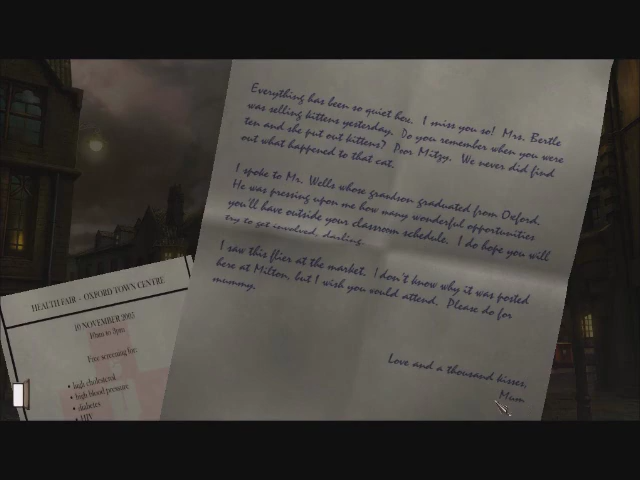 Everything has been so quiet here. I miss you so! Mrs. Bertle
was selling kittens yesterday. Do you remember when you were
ten and she put out kittens? Poor Mitzy. We never did find
out what happened to that cat.
I spoke to Mr. Wells whose grandson graduated from Oxford.
He was pressing upon me how many wonderful opportunities
you'll have outside your classroom schedule. I do hope you will
try to get involved, darling.
I saw this flier at the market. I don't know why it was posted
here at Milton, but I wish you would attend. Please do for
mummy.
Love and a thousand kisses,
Mum
HEALTH FAIR - OXFORD TOWN CENTRE
10 NOVEMBER 2003
10am to 3pm
Free screening for:
• high cholesterol
• high blood pressure
• diabetes
• HIV